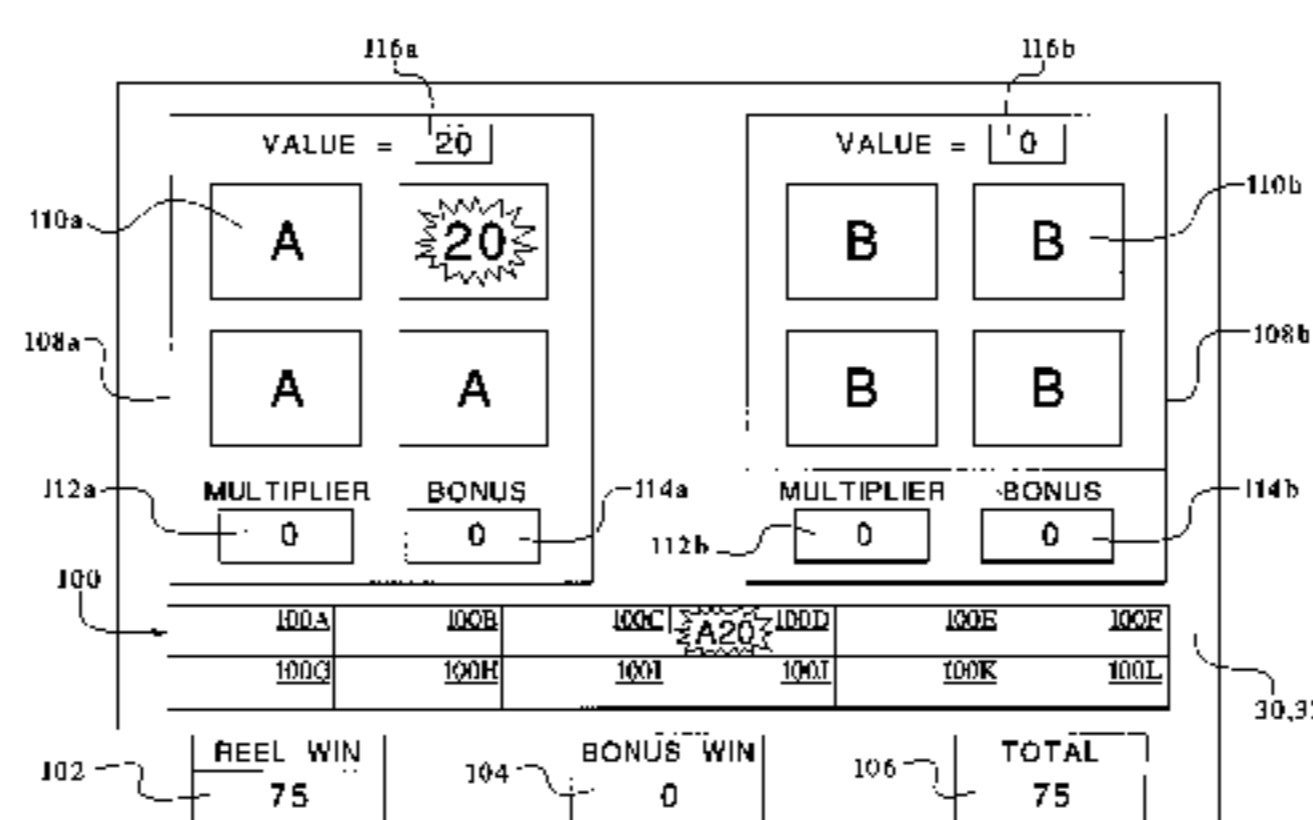 116a 116b
VALUE = 20 VALUE = 0
110a A 20 B B 110b
108a A A B B 108b
112a MULTIPLIER BONUS 114a MULTIPLIER BONUS 114b
0 0 112b 0 0
100
100A 100B 100C A20 100D 100E 100F
100G 100H 100I 100J 100K 100L
REEL WIN BONUS WIN TOTAL
102 75 104 0 106 75